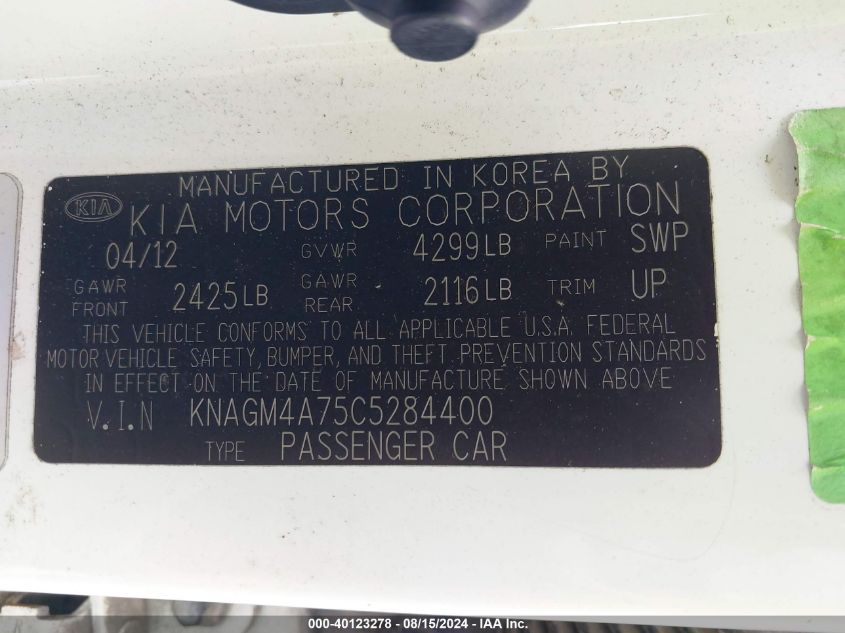 MANUFACTURED IN KOREA BY
KIA KIA MOTORS CORPORATION
04/12 GVWR 4299LB PAINT SWP
GAWR FRONT 2425LB GAWR REAR 2116LB TRIM UP
THIS VEHICLE CONFORMS TO ALL APPLICABLE U.S.A. FEDERAL
MOTOR VEHICLE SAFETY, BUMPER, AND THEFT PREVENTION STANDARDS
IN EFFECT ON THE DATE OF MANUFACTURE SHOWN ABOVE
V.I.N KNAGM4A75C5284400
TYPE PASSENGER CAR
000-40123278 - 08/15/2024 - IAA Inc.